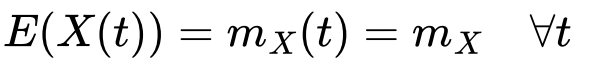 E(X(t)) = m_X(t) = m_X ∀t